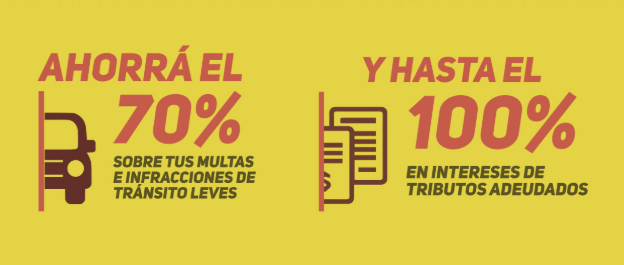 AHORRÁ EL
70%
SOBRE TUS MULTAS
E INFRACCIONES DE
TRÁNSITO LEVES
Y HASTA EL
100%
$
EN INTERESES DE
TRIBUTOS ADEUDADOS